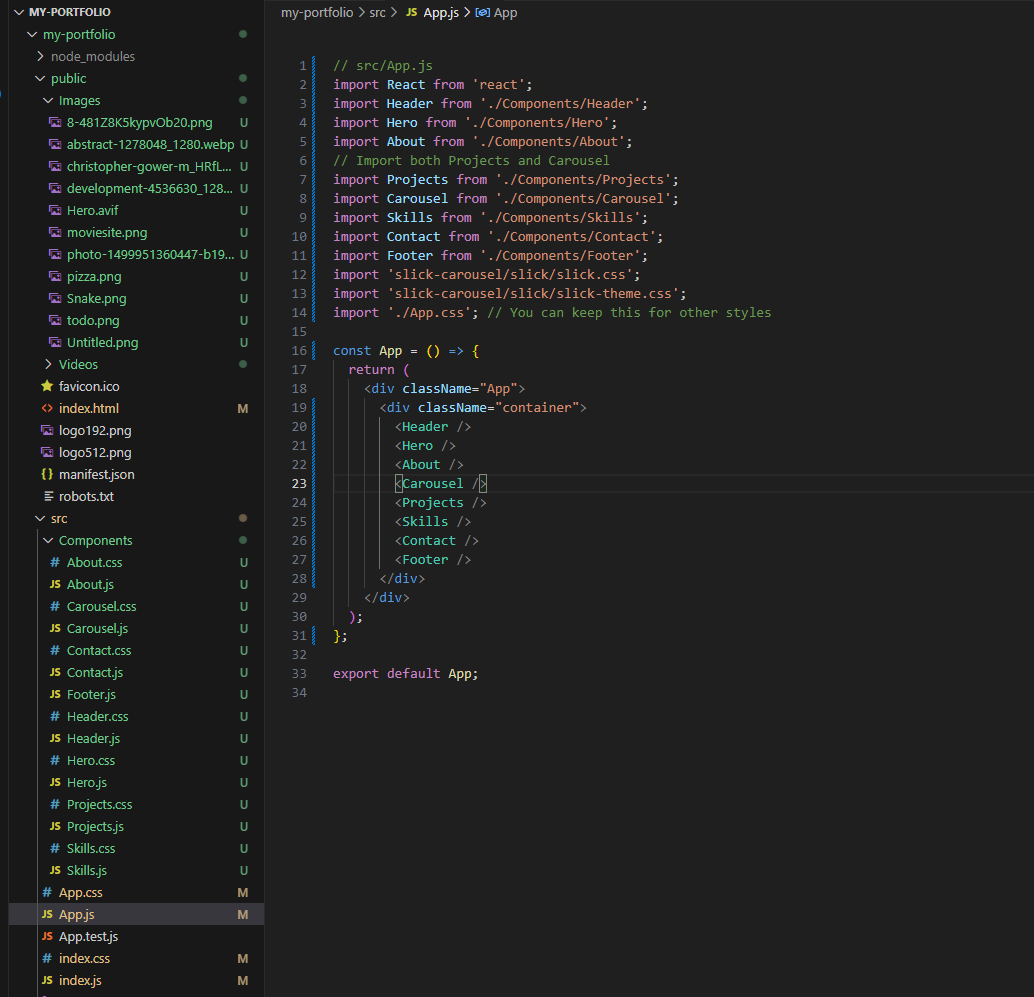 MY-PORTFOLIO
my-portfolio
node_modules
public
Images
8-481Z8K5kypvOb20.png U
abstract-1278048_1280.webp U
christopher-gower-m_HRfL... U
development-4536630_128... U
Hero.avif U
moviesite.png U
photo-1499951360447-b19... U
pizza.png U
Snake.png U
todo.png U
Untitled.png U
Videos
favicon.ico
<> index.html M
logo192.png
logo512.png
{} manifest.json
robots.txt
src
Components
# About.css U
JS About.js U
# Carousel.css U
JS Carousel.js U
# Contact.css U
JS Contact.js U
JS Footer.js U
# Header.css U
JS Header.js U
# Hero.css U
JS Hero.js U
# Projects.css U
JS Projects.js U
# Skills.css U
JS Skills.js U
# App.css M
JS App.js M
JS App.test.js
# index.css M
JS index.js M
my-portfolio > src > JS App.js > App
1 // src/App.js
2 import React from 'react';
3 import Header from './Components/Header';
4 import Hero from './Components/Hero';
5 import About from './Components/About';
6 // Import both Projects and Carousel
7 import Projects from './Components/Projects';
8 import Carousel from './Components/Carousel';
9 import Skills from './Components/Skills';
10 import Contact from './Components/Contact';
11 import Footer from './Components/Footer';
12 import 'slick-carousel/slick/slick.css';
13 import 'slick-carousel/slick/slick-theme.css';
14 import './App.css'; // You can keep this for other styles
15
16 const App = () => {
17 return (
18 <div className="App">
19 <div className="container">
20 <Header />
21 <Hero />
22 <About />
23 <Carousel />
24 <Projects />
25 <Skills />
26 <Contact />
27 <Footer />
28 </div>
29 </div>
30 );
31 };
32
33 export default App;
34